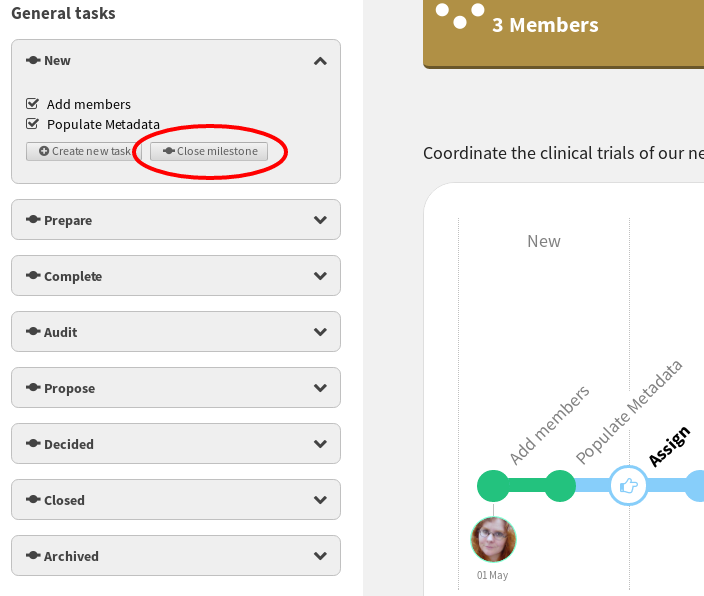 General tasks
New
Add members
Populate Metadata
Create new task
Close milestone
Prepare
Complete
Audit
Propose
Decided
Closed
Archived
3 Members
Coordinate the clinical trials of our
New
Add members
Populate Metadata
Assign
01 May